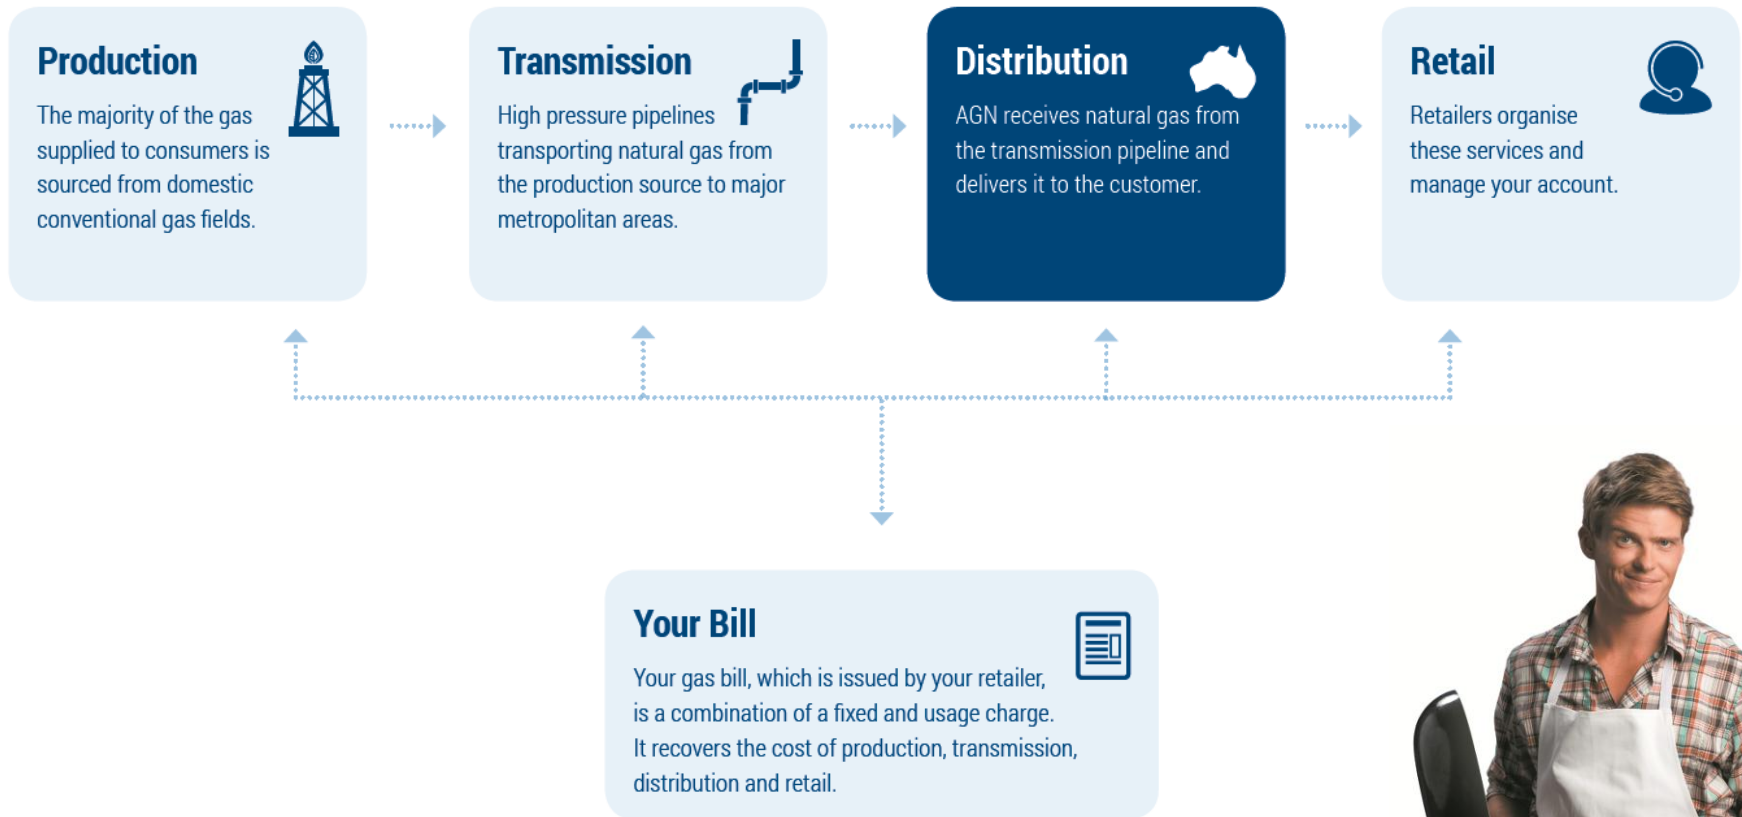 Production
The majority of the gas
supplied to consumers is
sourced from domestic
conventional gas fields.
Transmission
High pressure pipelines
transporting natural gas from
the production source to major
metropolitan areas.
Distribution
AGN receives natural gas from
the transmission pipeline and
delivers it to the customer.
Retail
Retailers organise
these services and
manage your account.
Your Bill
Your gas bill, which is issued by your retailer,
is a combination of a fixed and usage charge.
It recovers the cost of production, transmission,
distribution and retail.